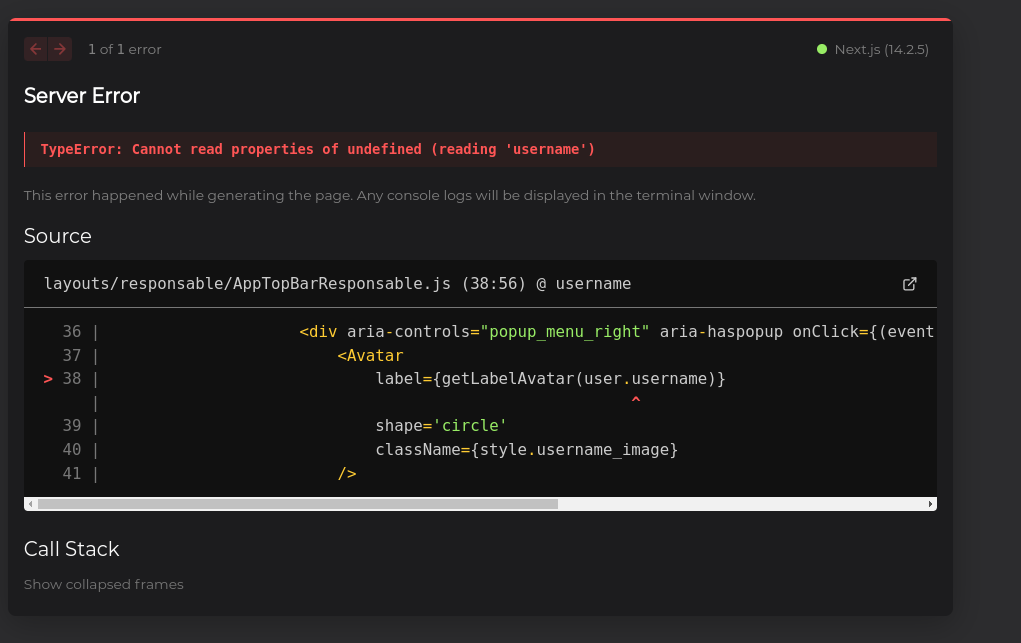 1 of 1 error
Next.js (14.2.5)
Server Error
TypeError: Cannot read properties of undefined (reading 'username')
This error happened while generating the page. Any console logs will be displayed in the terminal window.
Source
layouts/responsable/AppTopBarResponsable.js (38:56) @ username
36 | <div aria-controls="popup_menu_right" aria-haspopup onClick={(event
37 | <Avatar
> 38 | label={getLabelAvatar(user.username)}
| ^
39 | shape='circle'
40 | className={style.username_image}
41 | />
Call Stack
Show collapsed frames